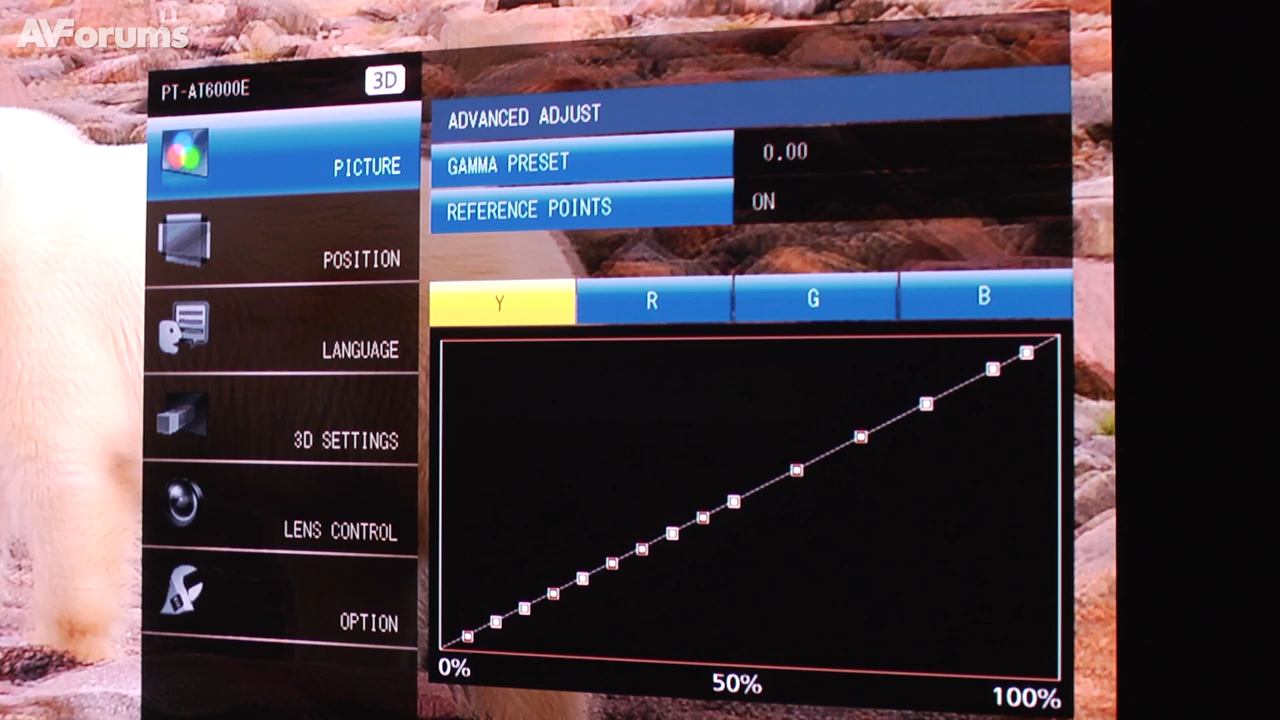 AVForums
PT-AT6000E 3D
PICTURE
POSITION
LANGUAGE
3D SETTINGS
LENS CONTROL
OPTION
ADVANCED ADJUST
GAMMA PRESET 0.00
REFERENCE POINTS ON
Y R G B
0% 50% 100%